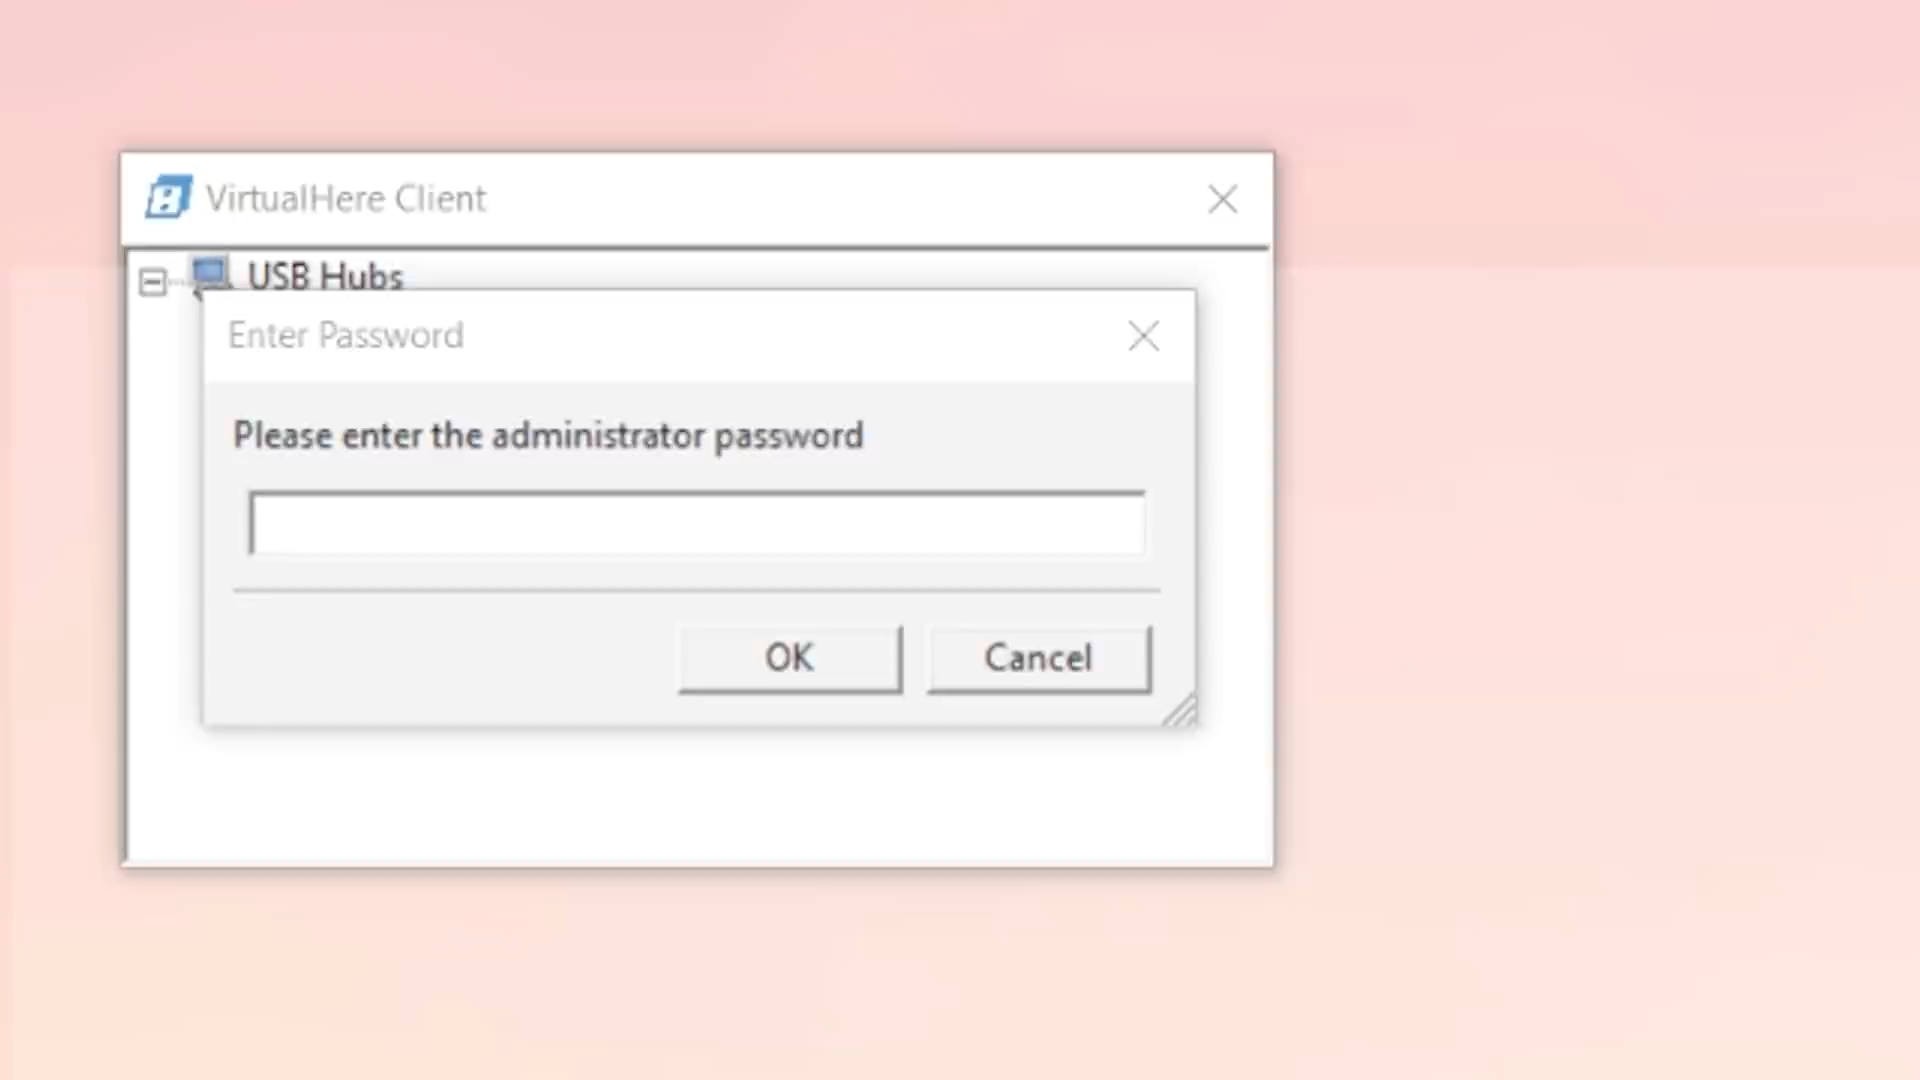 VirtualHere Client
USB Hubs
Enter Password
Please enter the administrator password
OK
Cancel